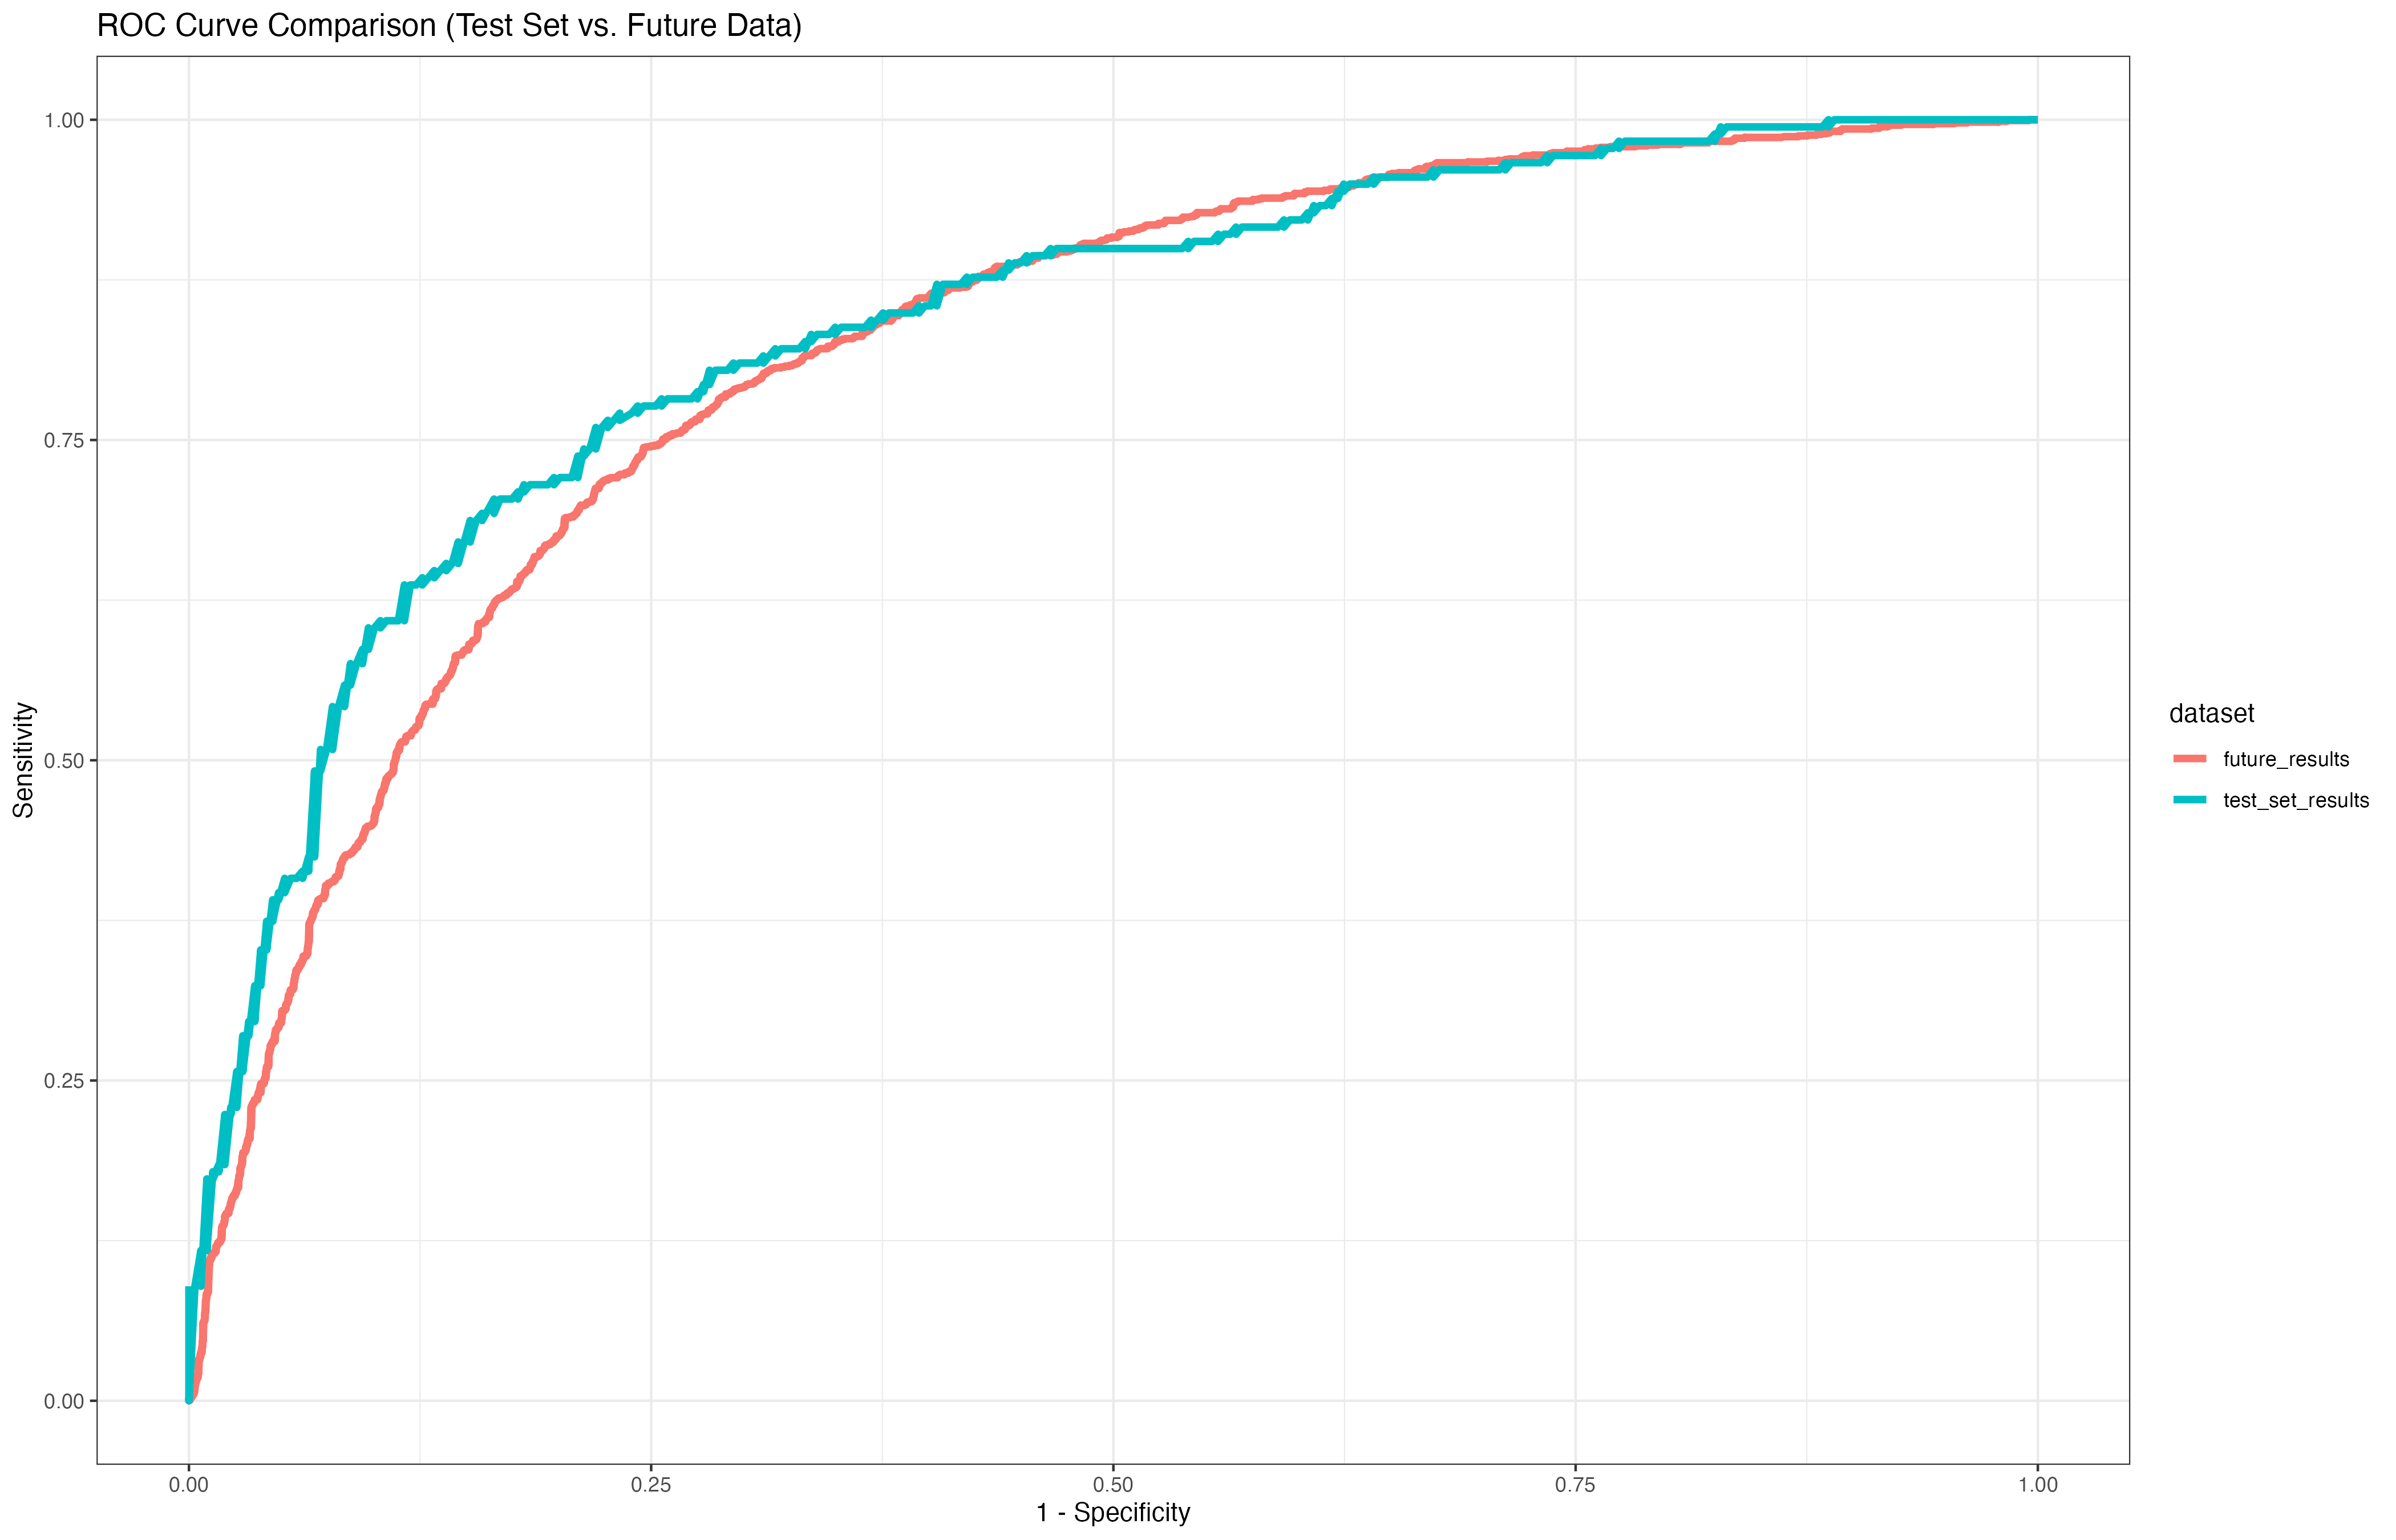 ROC Curve Comparison (Test Set vs. Future Data)
1.00
0.75
0.50
0.25
0.00
Sensitivity
0.00 0.25 0.50 0.75 1.00
1 - Specificity
dataset
future_results
test_set_results